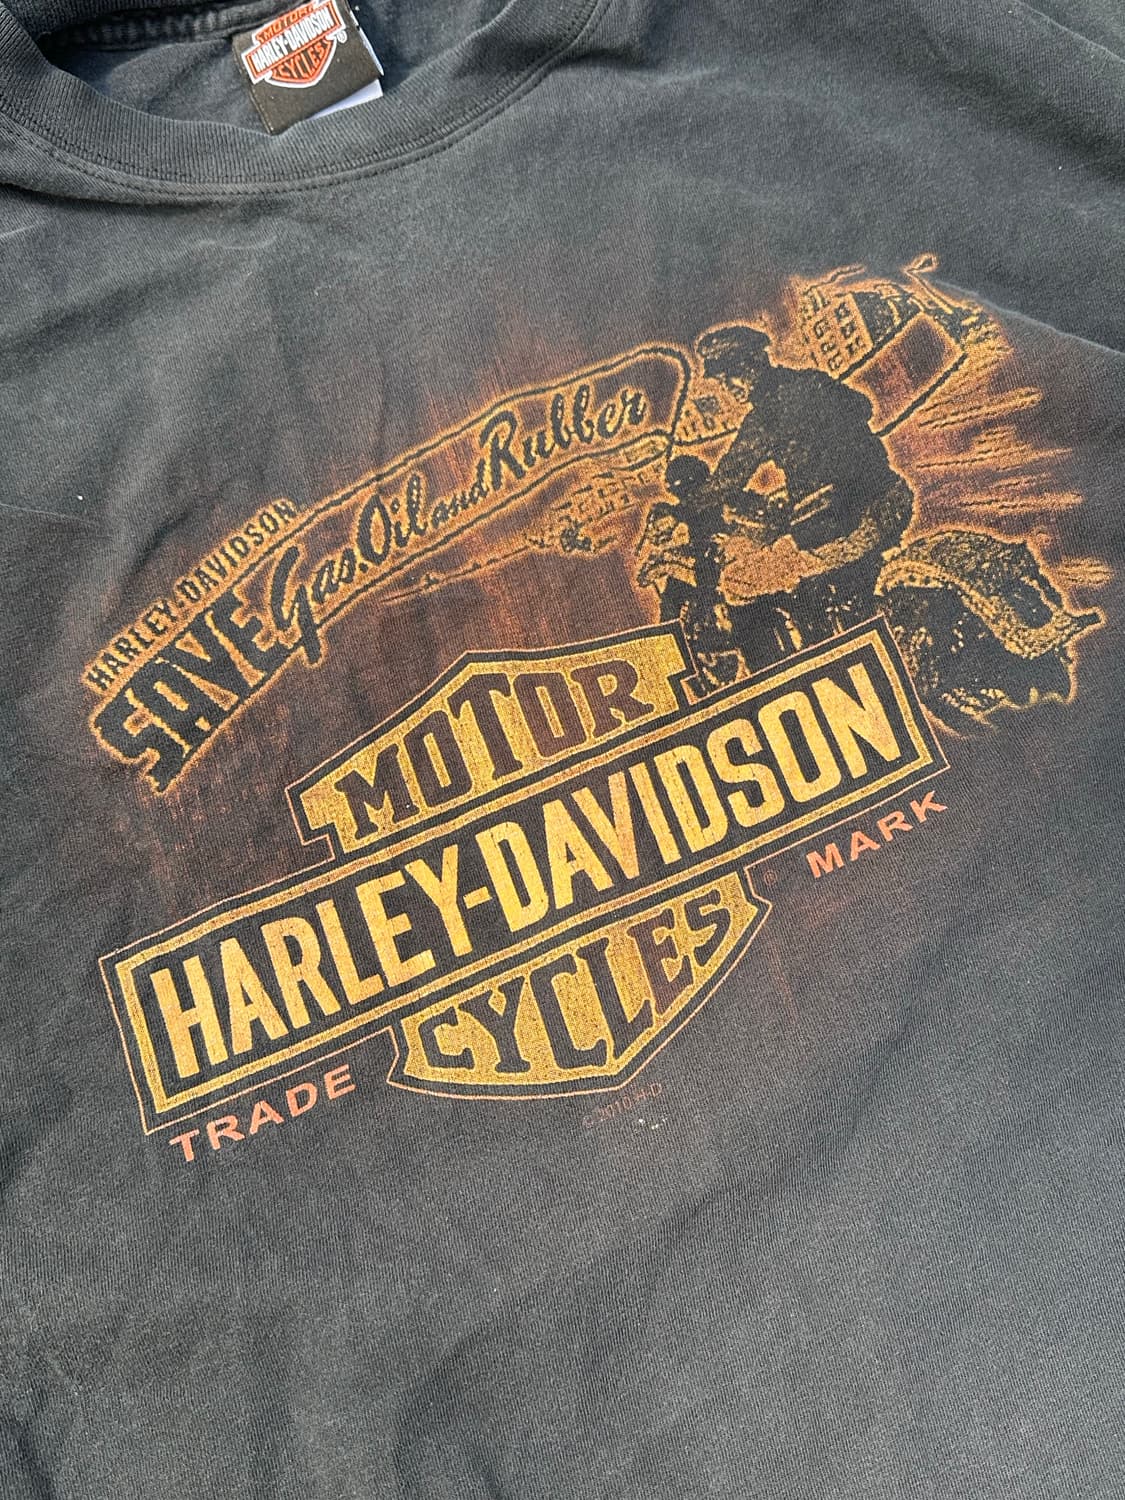 MOTOR
HARLEY-DAVIDSON
CYCLES
®
HARLEY-DAVIDSON
SAVE Gas, Oil and Rubber
MOTOR
HARLEY-DAVIDSON
CYCLES
®
TRADE MARK
©2010 H-D